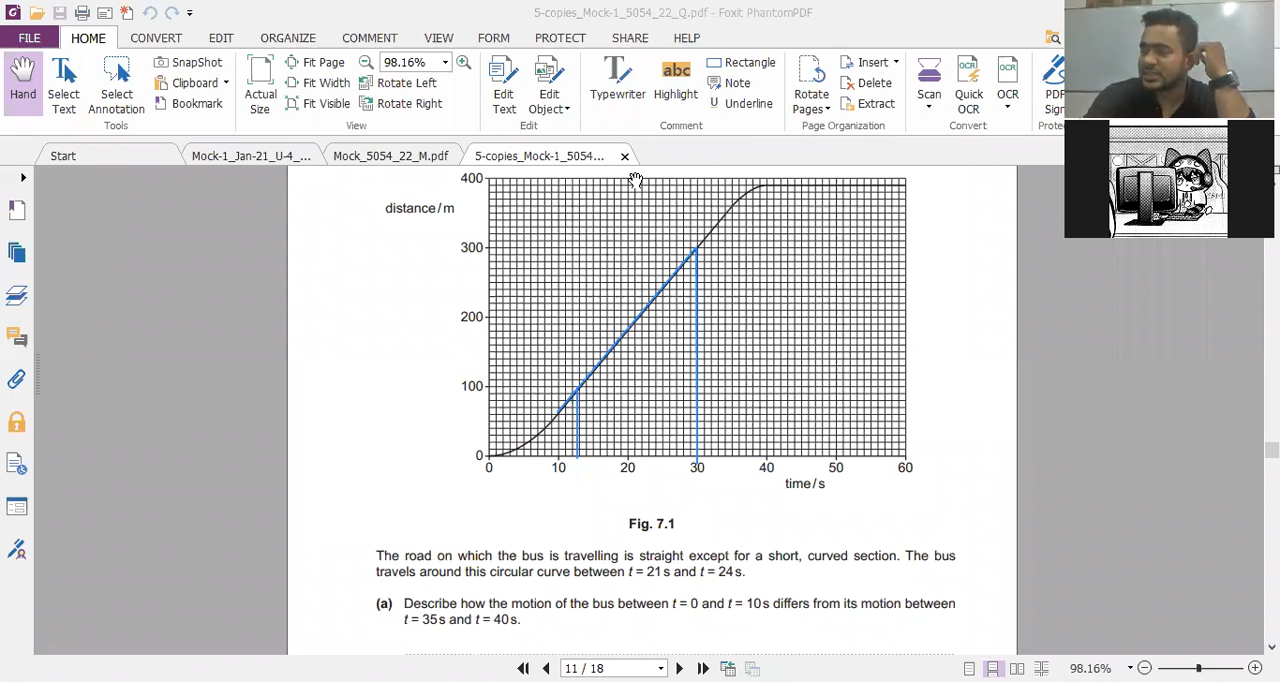 5-copies_Mock-1_5054_22_Q.pdf - Foxit PhantomPDF
FILE HOME CONVERT EDIT ORGANIZE COMMENT VIEW FORM PROTECT SHARE HELP
Hand
Select Text
Select Annotation
SnapShot
Clipboard
Bookmark
Tools
Actual Size
Fit Page
Fit Width
Fit Visible
98.16%
Rotate Left
Rotate Right
View
Edit Text
Edit Object
Edit
Typewriter
abc
Highlight
Rectangle
Note
Underline
Comment
Rotate Pages
Insert
Delete
Extract
Page Organization
Scan
OCR
Quick OCR
OCR
OCR
Convert
PDF
Sign
Prote
Start
Mock-1_Jan-21_U-4_...
Mock_5054_22_M.pdf
5-copies_Mock-1_5054...
400
distance / m
300
200
100
0
0 10 20 30 40 50 60
time / s
Fig. 7.1
The road on which the bus is travelling is straight except for a short, curved section. The bus
travels around this circular curve between t = 21 s and t = 24 s.
(a) Describe how the motion of the bus between t = 0 and t = 10 s differs from its motion between
t = 35 s and t = 40 s.
11 / 18
98.16%